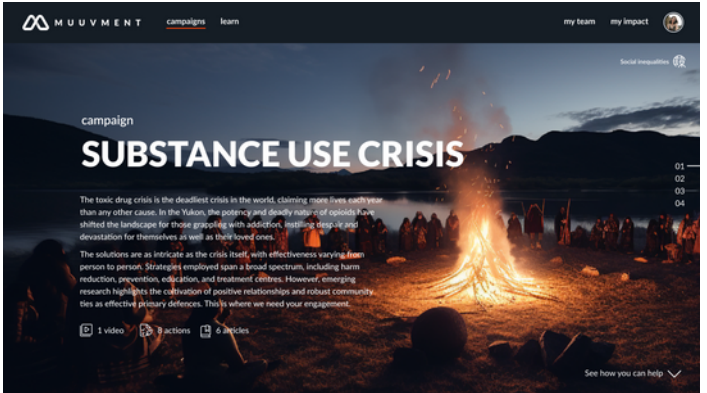 MUUVMENT
campaigns
learn
my team
my impact
Social inequalities
campaign
SUBSTANCE USE CRISIS
01
02
03
04
The toxic drug crisis is the deadliest crisis in the world, claiming more lives each year
than any other cause. In the Yukon, the potency and deadly nature of opioids have
shifted the landscape for those grappling with addiction, instilling despair and
devastation for themselves as well as their loved ones.
The solutions are as intricate as the crisis itself, with effectiveness varying from
person to person. Strategies employed span a broad spectrum, including harm
reduction, prevention, education, and treatment centres. However, emerging
research highlights the cultivation of positive relationships and robust community
ties as effective primary defences. This is where we need your engagement.
1 video
8 actions
6 articles
See how you can help